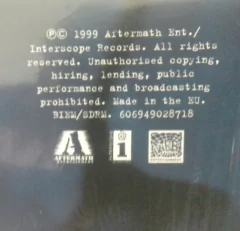 ℗ © 1999 Aftermath Ent./
Interscope Records. All rights
reserved. Unauthorised copying,
hiring, lending, public
performance and broadcasting
prohibited. Made in the EU.
BIEM/SDRM. 606949028718
A
AFTERMATH
i